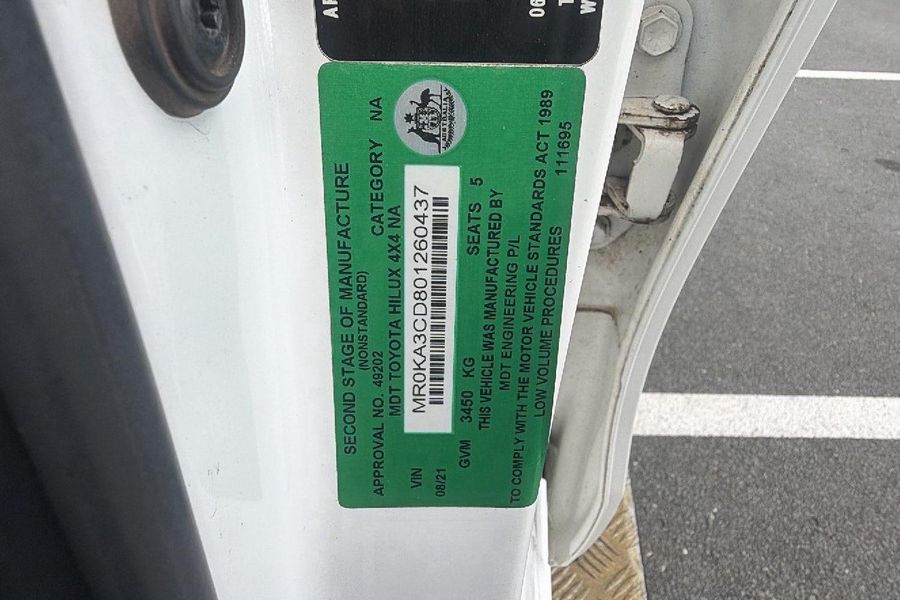 SECOND STAGE OF MANUFACTURE
(NONSTANDARD)
APPROVAL NO. 49202 CATEGORY NA
MDT TOYOTA HILUX 4X4 NA
AUSTRALIA
VIN MR0KA3CD801260437
08/21
GVM 3450 KG SEATS 5
THIS VEHICLE WAS MANUFACTURED BY
MDT ENGINEERING P/L
TO COMPLY WITH THE MOTOR VEHICLE STANDARDS ACT 1989
LOW VOLUME PROCEDURES 111695